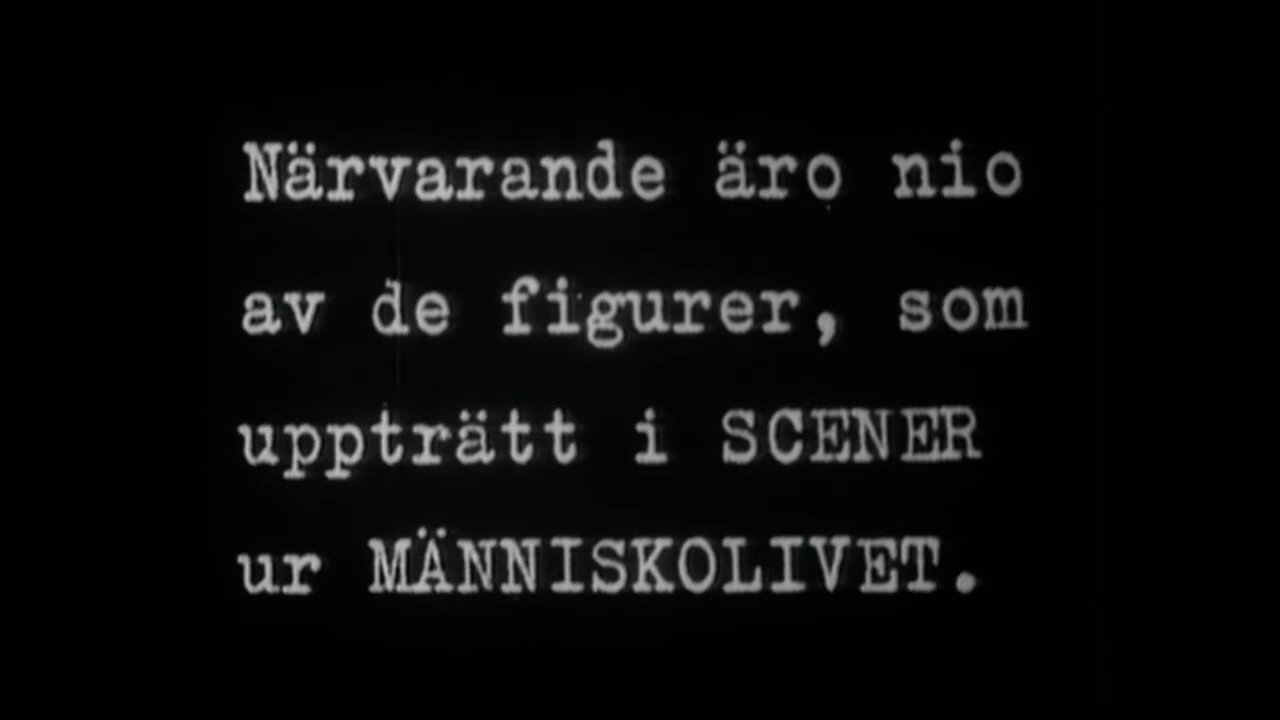 Närvarande äro nio
av de figurer, som
uppträtt i SCENER
ur MÄNNISKOLIVET.